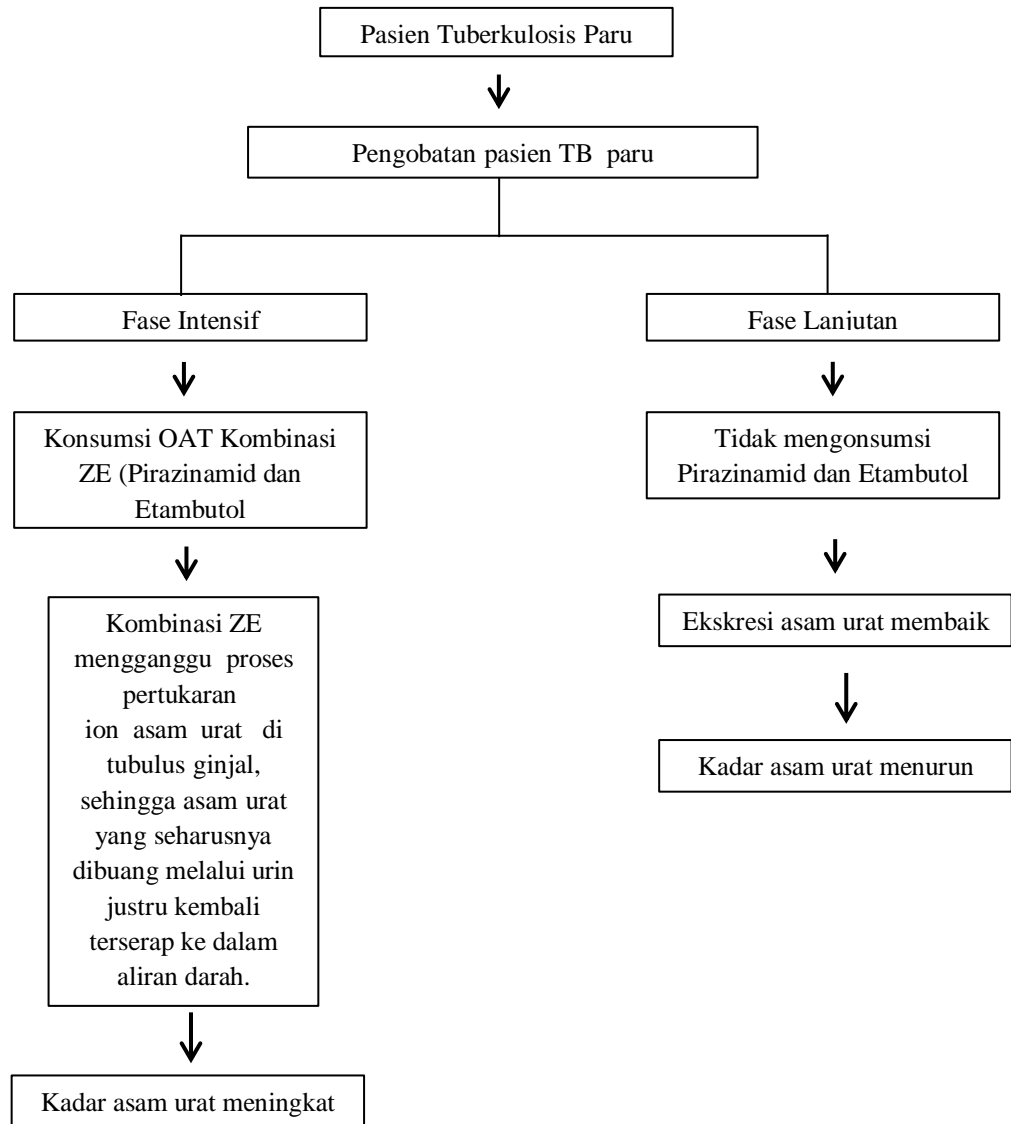 Pasien Tuberkulosis Paru
Pengobatan pasien TB paru
Fase Intensif
Fase Lanjutan
Konsumsi OAT Kombinasi
ZE (Pirazinamid dan
Etambutol
Tidak mengonsumsi
Pirazinamid dan Etambutol
Kombinasi ZE
mengganggu proses
pertukaran
ion asam urat di
tubulus ginjal,
sehingga asam urat
yang seharusnya
dibuang melalui urin
justru kembali
terserap ke dalam
aliran darah.
Ekskresi asam urat membaik
Kadar asam urat menurun
Kadar asam urat meningkat